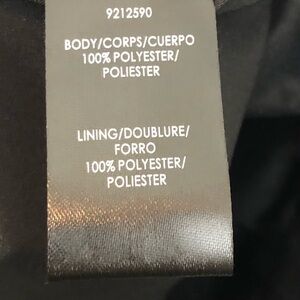 9212590
BODY/CORPS/CUERPO
100% POLYESTER/
POLIESTER
LINING/DOUBLURE/
FORRO
100% POLYESTER/
POLIESTER